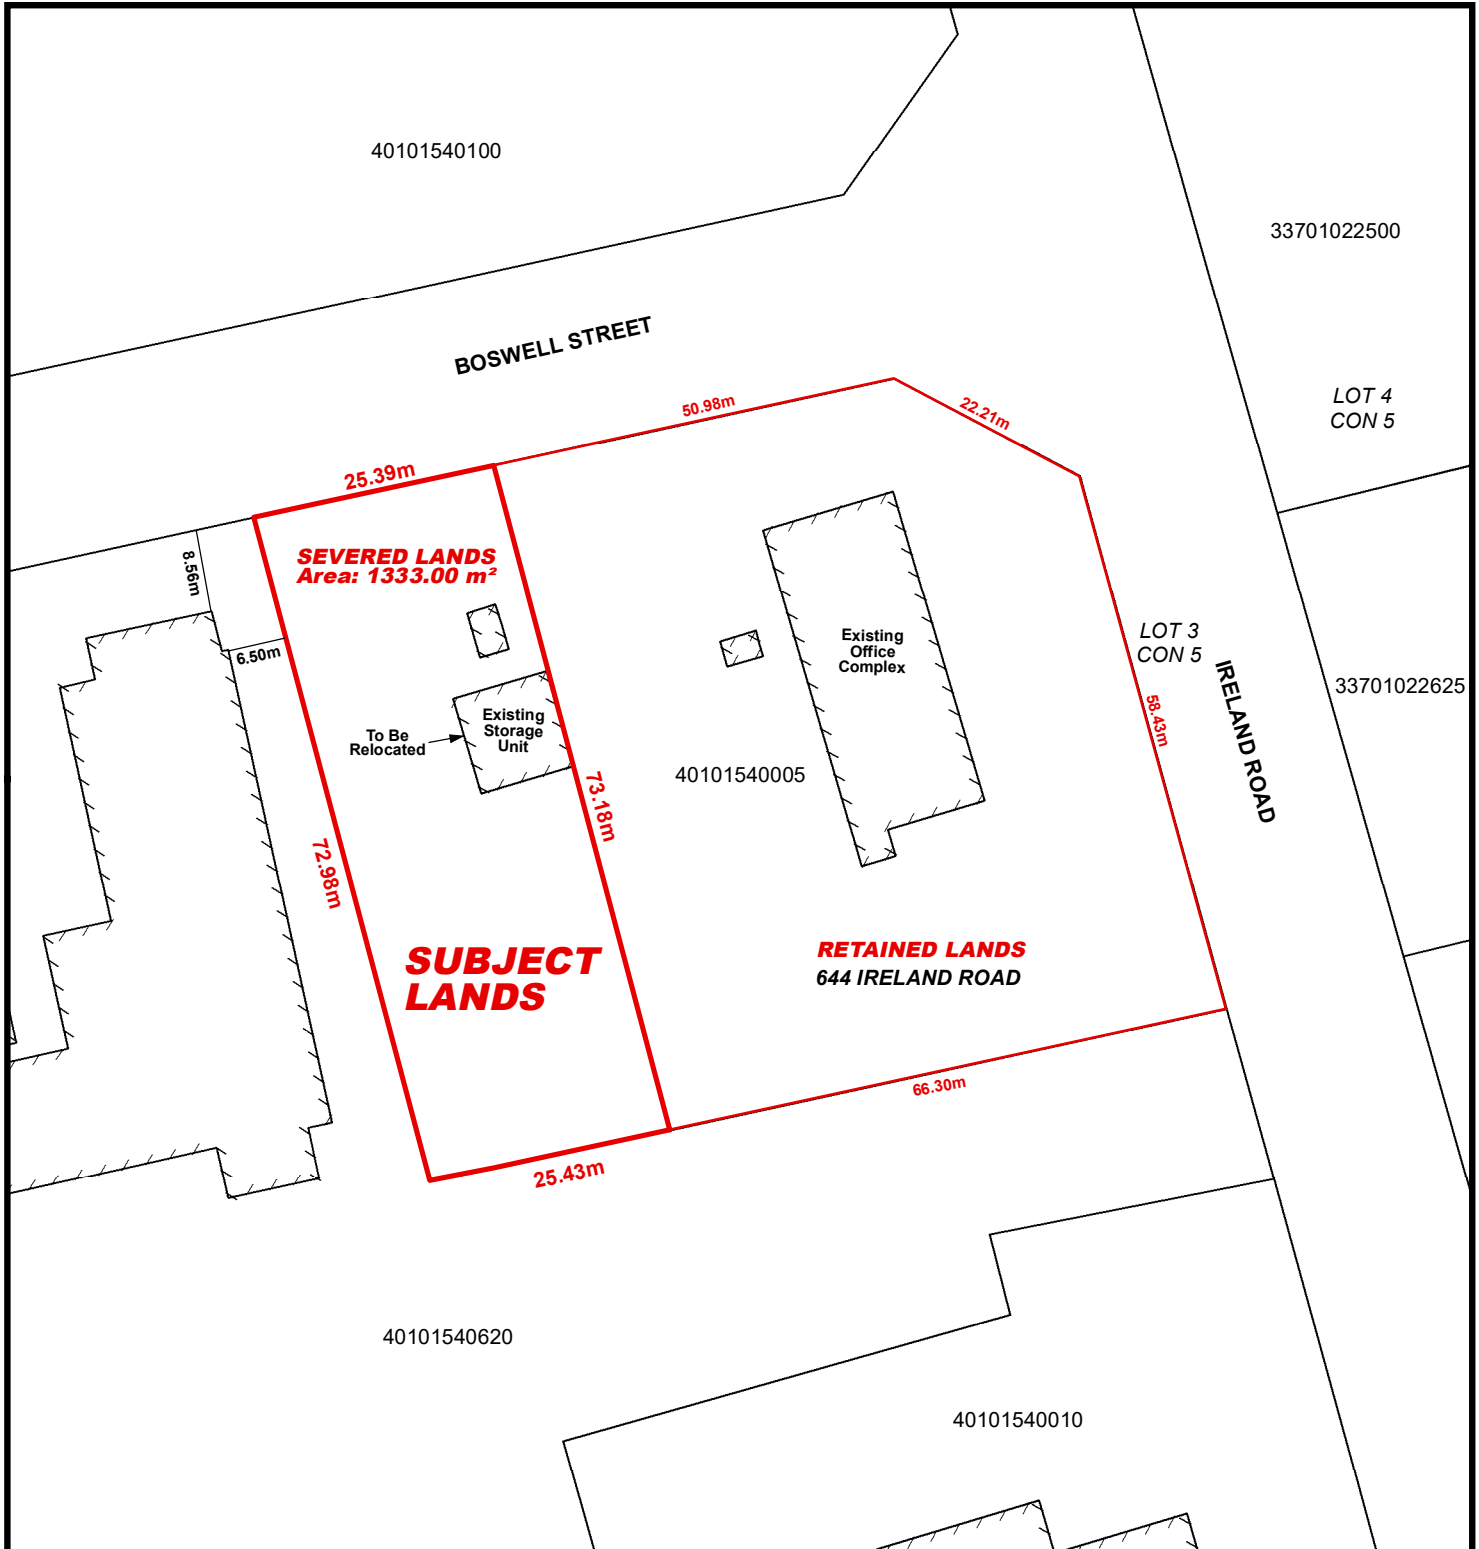 40101540100
33701022500
BOSWELL STREET
LOT 4
CON 5
50.98m
22.21m
25.39m
8.56m
SEVERED LANDS
Area: 1333.00 m²
6.50m
Existing
Office
Complex
LOT 3
CON 5
IRELAND ROAD
33701022625
58.43m
To Be
Relocated
Existing
Storage
Unit
40101540005
73.18m
72.98m
SUBJECT
LANDS
RETAINED LANDS
644 IRELAND ROAD
66.30m
25.43m
40101540620
40101540010